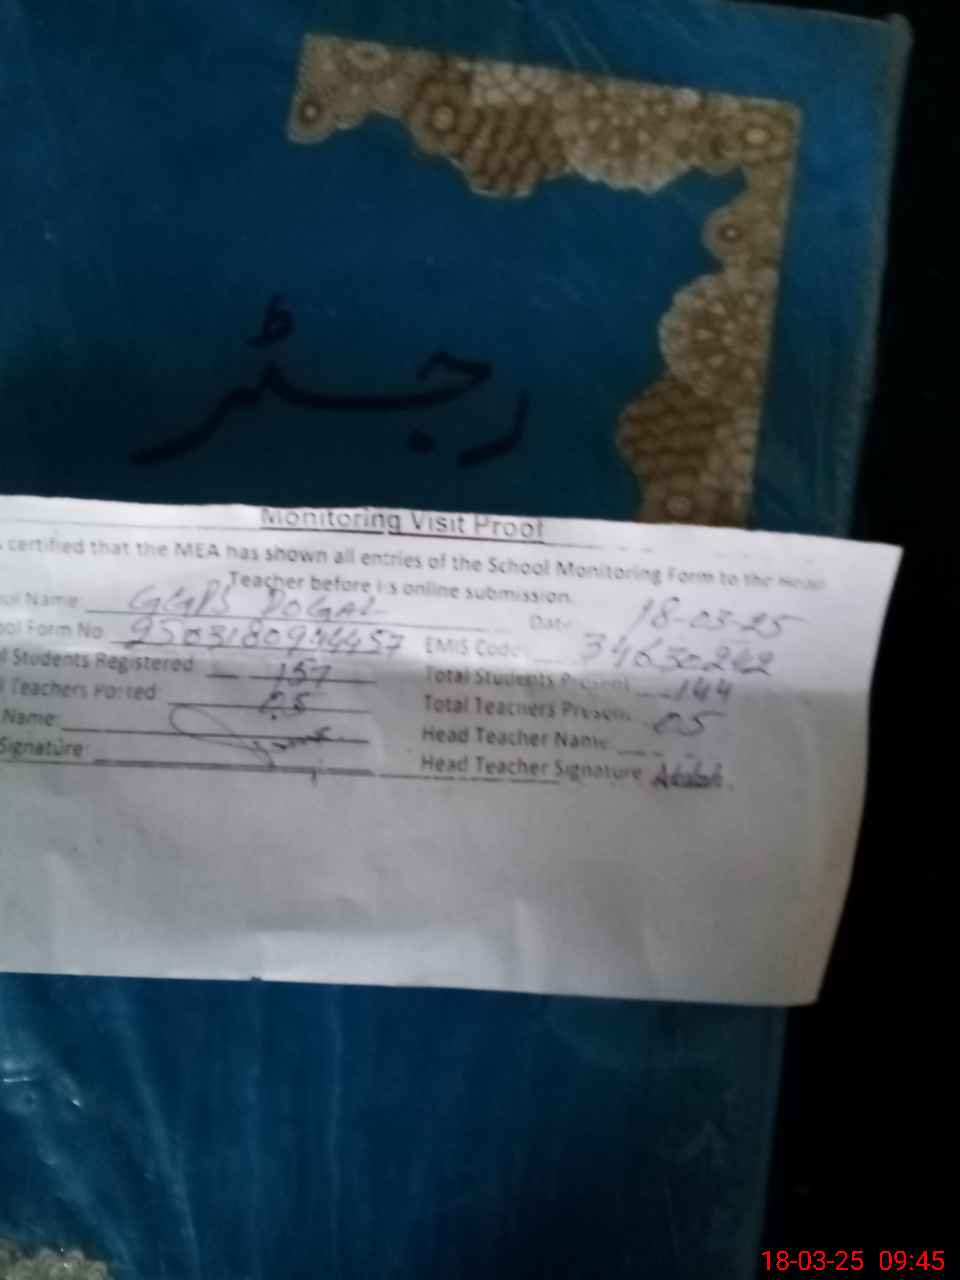 رجسٹر
Monitoring Visit Proof
certified that the MEA has shown all entries of the School Monitoring Form to the Head
Teacher before its online submission.
ool Name: GGPS DOGAL Date: 18-03-25
ool Form No. 9503180944457 EMIS Code: 34630242
l Students Registered 157 Total Students Present 144
l Teachers Posted: 05 Total Teachers Present 05
Name: Head Teacher Name
Signature: Head Teacher Signature
18-03-25 09:45